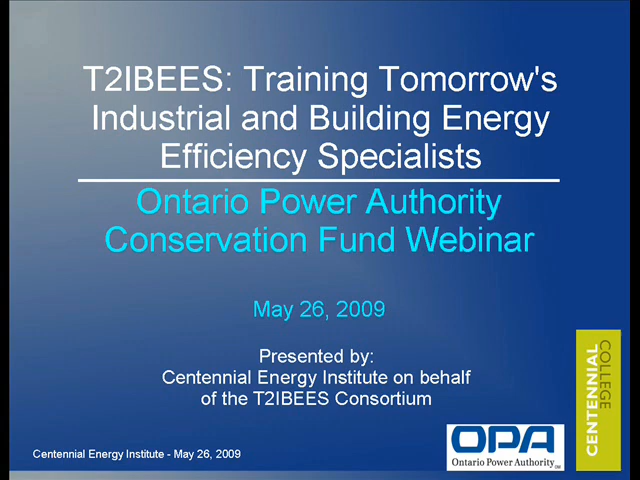 T2IBEES: Training Tomorrow's
Industrial and Building Energy
Efficiency Specialists
Ontario Power Authority
Conservation Fund Webinar
May 26, 2009
Presented by:
Centennial Energy Institute on behalf
of the T2IBEES Consortium
CENTENNIAL
COLLEGE
OPA
Ontario Power Authority
Centennial Energy Institute - May 26, 2009